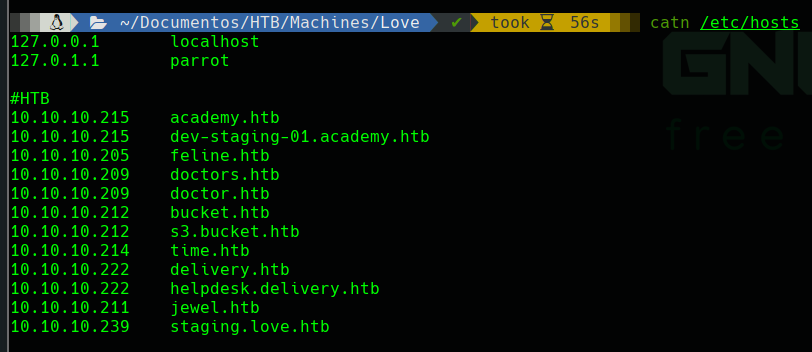 ~/Documentos/HTB/Machines/Love ✔ took 56s catn /etc/hosts
127.0.0.1 localhost
127.0.1.1 parrot
#HTB
10.10.10.215 academy.htb
10.10.10.215 dev-staging-01.academy.htb
10.10.10.205 feline.htb
10.10.10.209 doctors.htb
10.10.10.209 doctor.htb
10.10.10.212 bucket.htb
10.10.10.212 s3.bucket.htb
10.10.10.214 time.htb
10.10.10.222 delivery.htb
10.10.10.222 helpdesk.delivery.htb
10.10.10.211 jewel.htb
10.10.10.239 staging.love.htb
GN
free